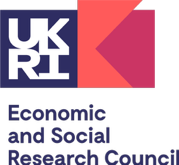 UK
RI
Economic
and Social
Research Council